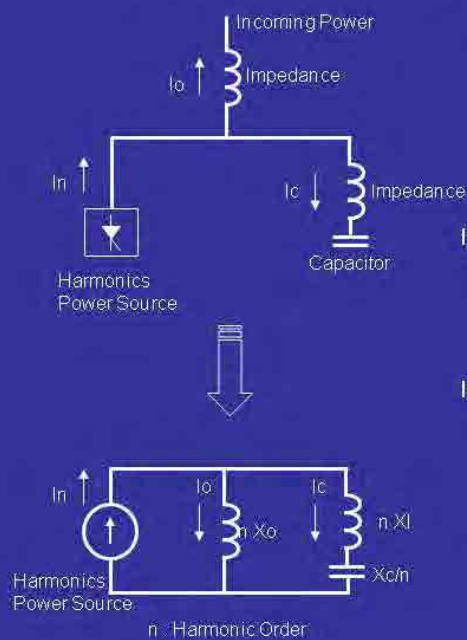 Incoming Power
Io
Impedance
In
Ic
Impedance
Capacitor
Harmonics
Power Source
In
Io
Ic
n Xo
n.Xl
Xc/n
Harmonics
Power Source
n Harmonic Order